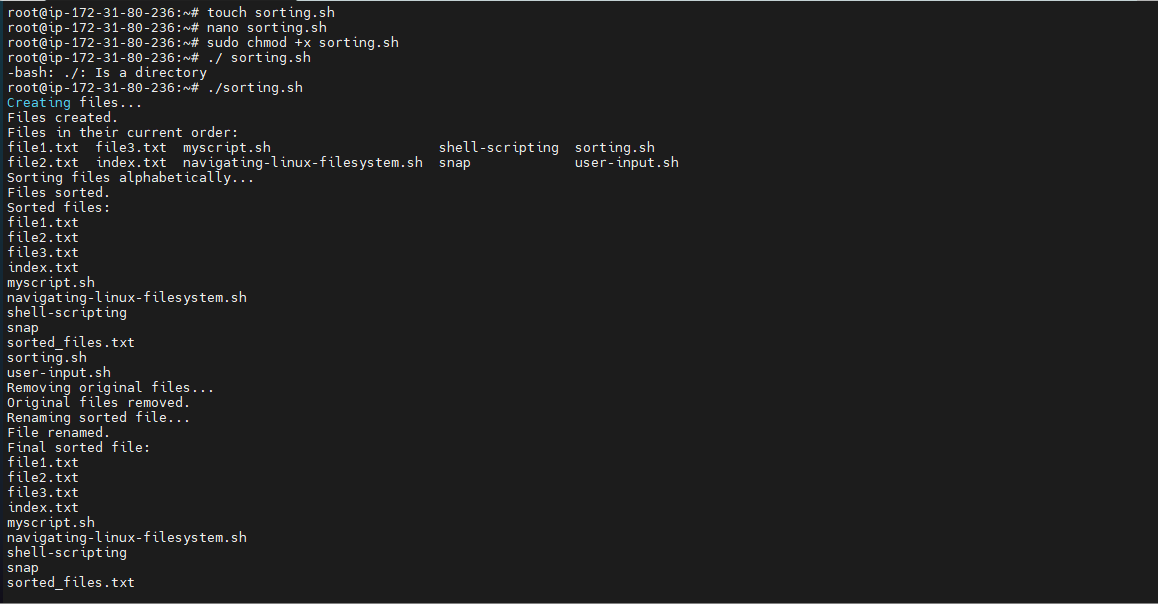 root@ip-172-31-80-236:~# touch sorting.sh
root@ip-172-31-80-236:~# nano sorting.sh
root@ip-172-31-80-236:~# sudo chmod +x sorting.sh
root@ip-172-31-80-236:~# ./ sorting.sh
-bash: ./: Is a directory
root@ip-172-31-80-236:~# ./sorting.sh
Creating files...
Files created.
Files in their current order:
file1.txt  file3.txt  myscript.sh                     shell-scripting  sorting.sh
file2.txt  index.txt  navigating-linux-filesystem.sh  snap             user-input.sh
Sorting files alphabetically...
Files sorted.
Sorted files:
file1.txt
file2.txt
file3.txt
index.txt
myscript.sh
navigating-linux-filesystem.sh
shell-scripting
snap
sorted_files.txt
sorting.sh
user-input.sh
Removing original files...
Original files removed.
Renaming sorted file...
File renamed.
Final sorted file:
file1.txt
file2.txt
file3.txt
index.txt
myscript.sh
navigating-linux-filesystem.sh
shell-scripting
snap
sorted_files.txt